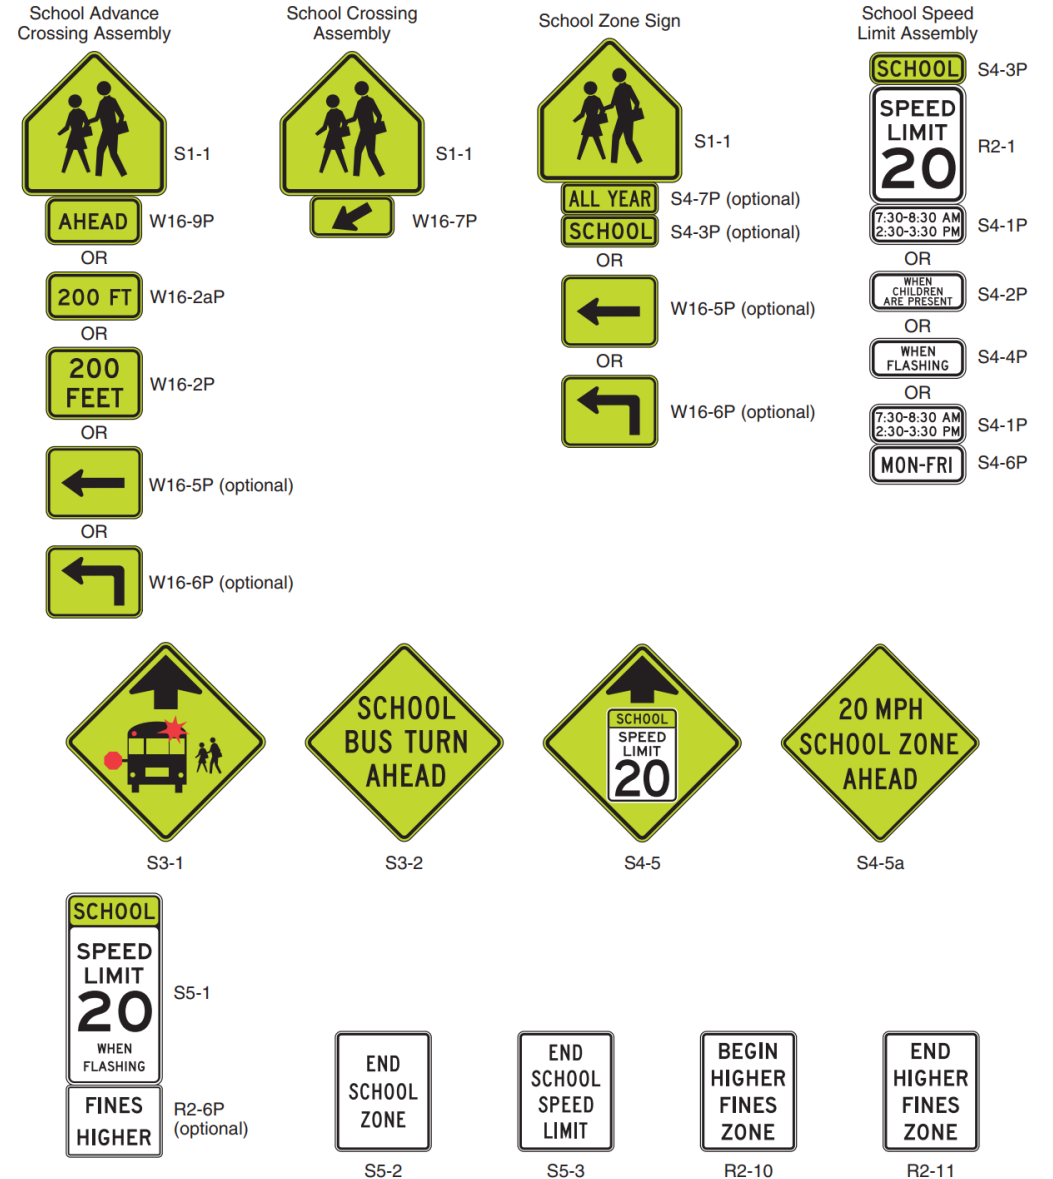 School Advance
Crossing Assembly
S1-1
AHEAD W16-9P
OR
200 FT W16-2aP
OR
200
FEET
W16-2P
OR
W16-5P (optional)
OR
W16-6P (optional)
School Crossing
Assembly
S1-1
W16-7P
School Zone Sign
S1-1
ALL YEAR S4-7P (optional)
SCHOOL S4-3P (optional)
OR
W16-5P (optional)
OR
W16-6P (optional)
School Speed
Limit Assembly
SCHOOL S4-3P
SPEED
LIMIT
20
R2-1
7:30-8:30 AM
2:30-3:30 PM
S4-1P
OR
WHEN
CHILDREN
ARE PRESENT
S4-2P
OR
WHEN
FLASHING
S4-4P
OR
7:30-8:30 AM
2:30-3:30 PM
S4-1P
MON-FRI S4-6P
S3-1
SCHOOL
BUS TURN
AHEAD
S3-2
SCHOOL
SPEED
LIMIT
20
S4-5
20 MPH
SCHOOL ZONE
AHEAD
S4-5a
SCHOOL
SPEED
LIMIT
20
WHEN
FLASHING
S5-1
FINES
HIGHER
R2-6P
(optional)
END
SCHOOL
ZONE
S5-2
END
SCHOOL
SPEED
LIMIT
S5-3
BEGIN
HIGHER
FINES
ZONE
R2-10
END
HIGHER
FINES
ZONE
R2-11